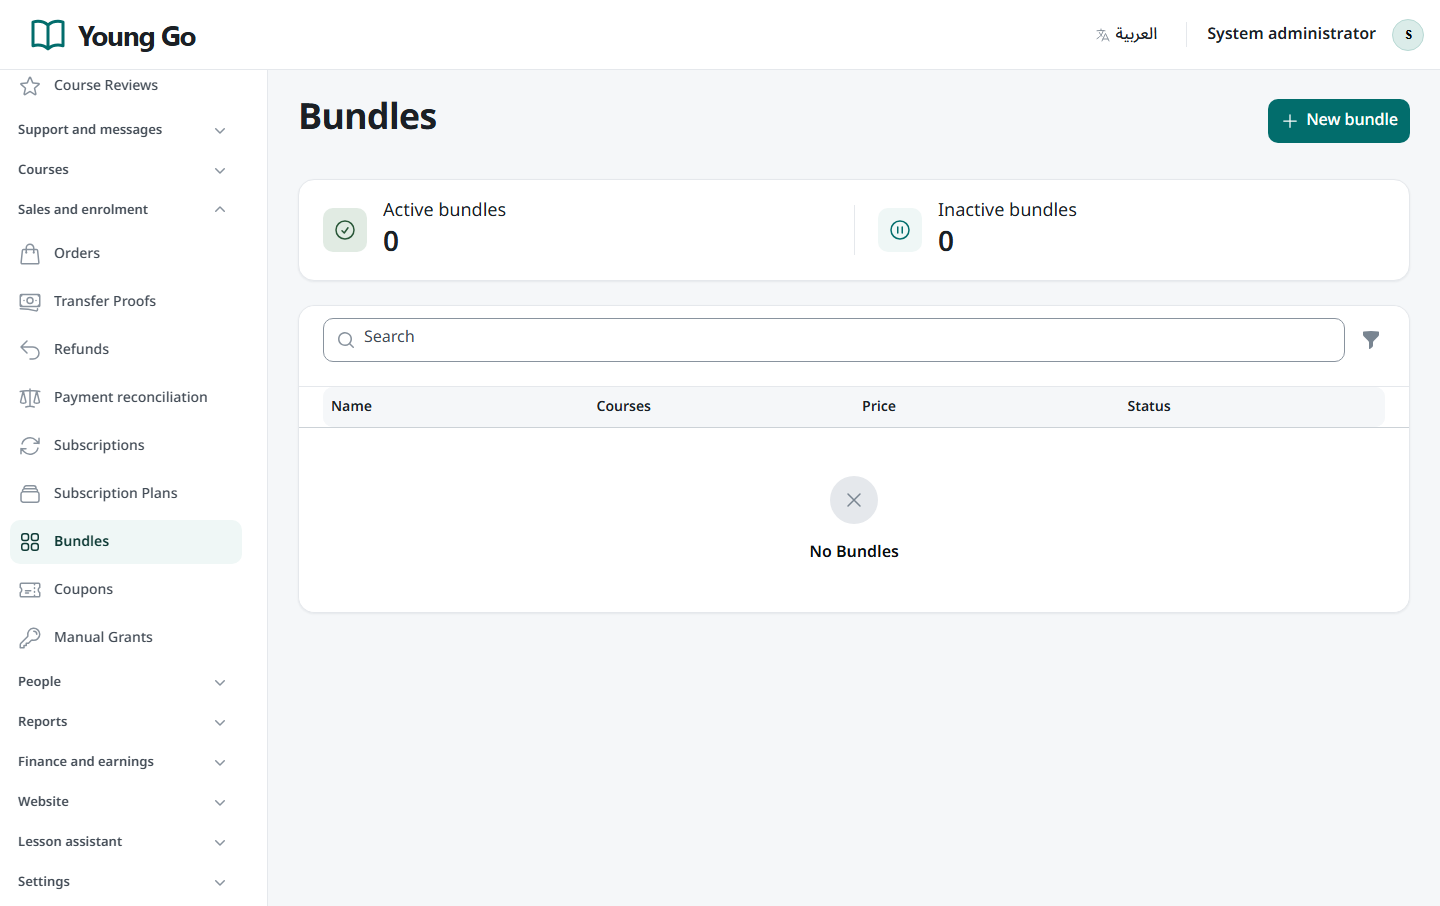 Young Go
العربية
System administrator
S
Course Reviews
Support and messages
Courses
Sales and enrolment
Orders
Transfer Proofs
Refunds
Payment reconciliation
Subscriptions
Subscription Plans
Bundles
Coupons
Manual Grants
People
Reports
Finance and earnings
Website
Lesson assistant
Settings
Bundles
New bundle
Active bundles
0
Inactive bundles
0
Search
Name Courses Price Status
No Bundles